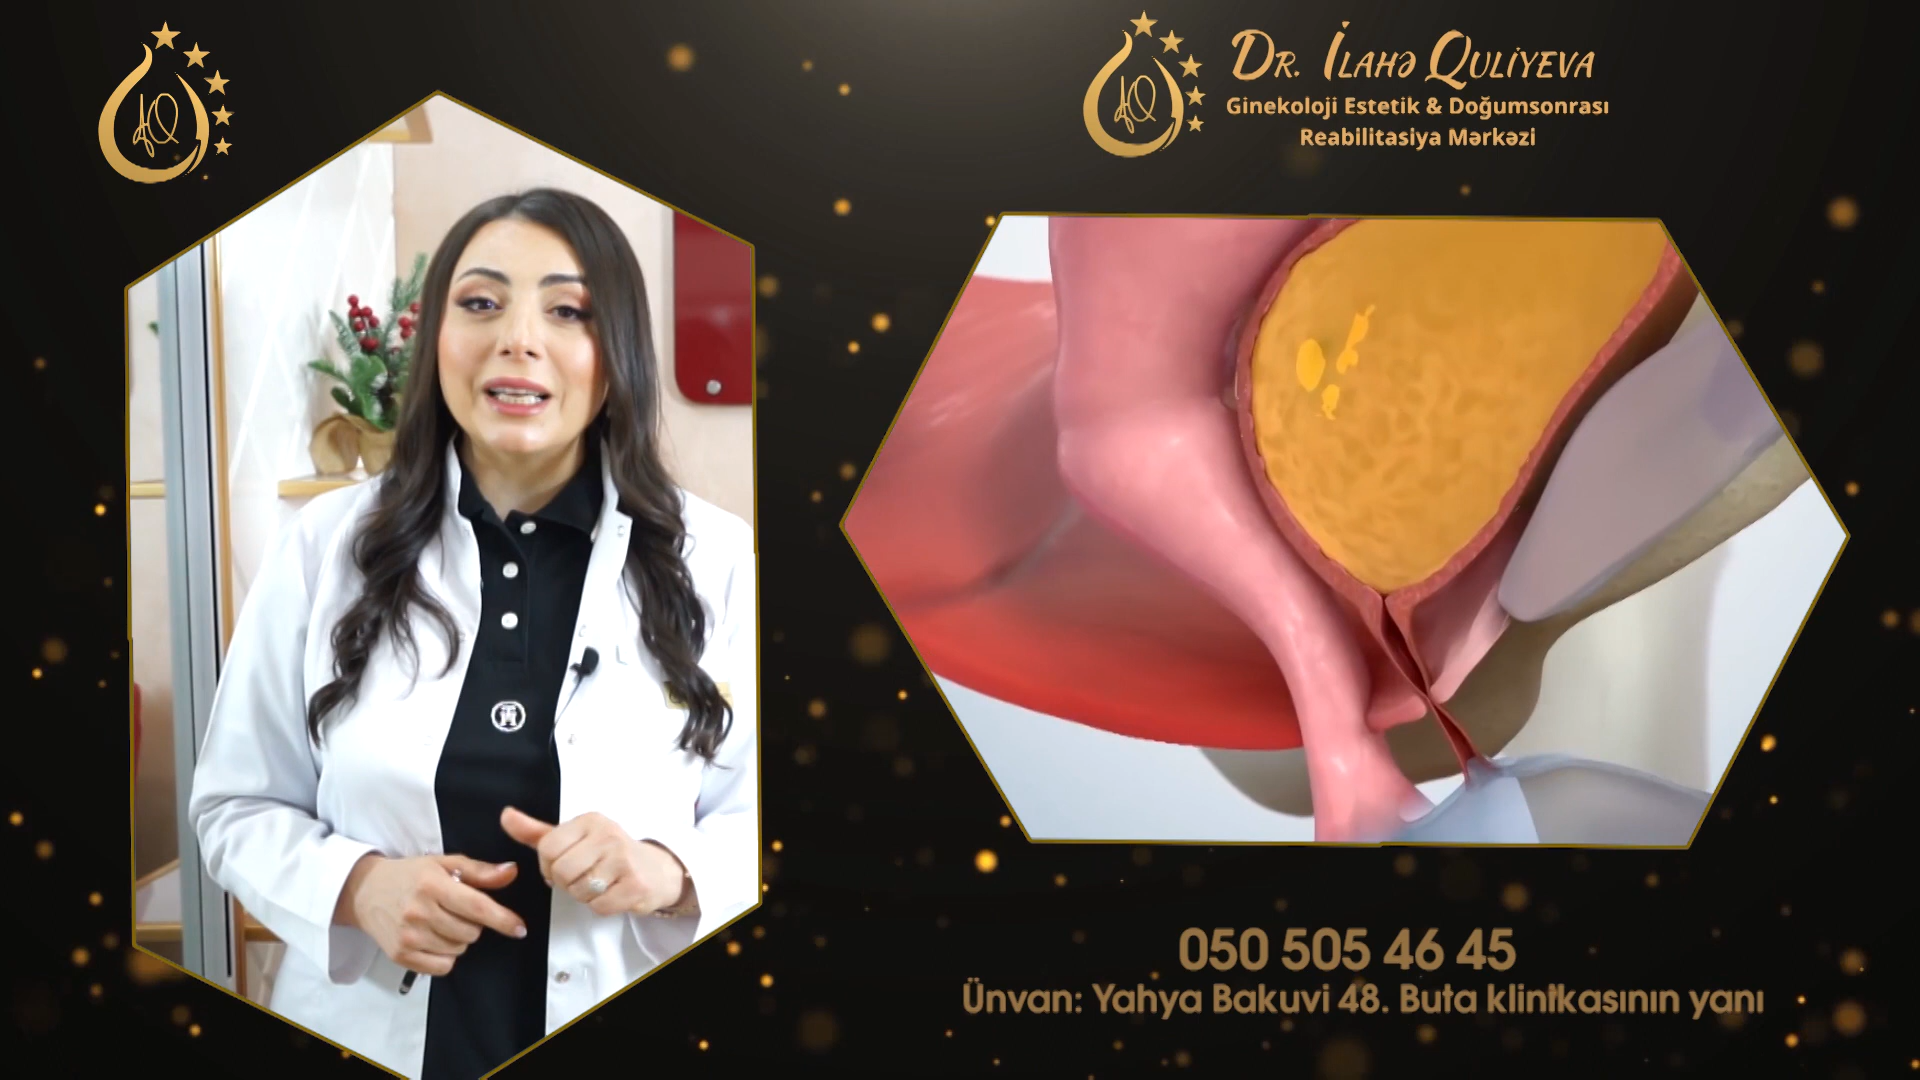 Dr. İlahə Quliyeva
Ginekoloji Estetik & Doğumsonrası
Reabilitasiya Mərkəzi
050 505 46 45
Ünvan: Yahya Bakuvi 48. Buta klinikasının yanı